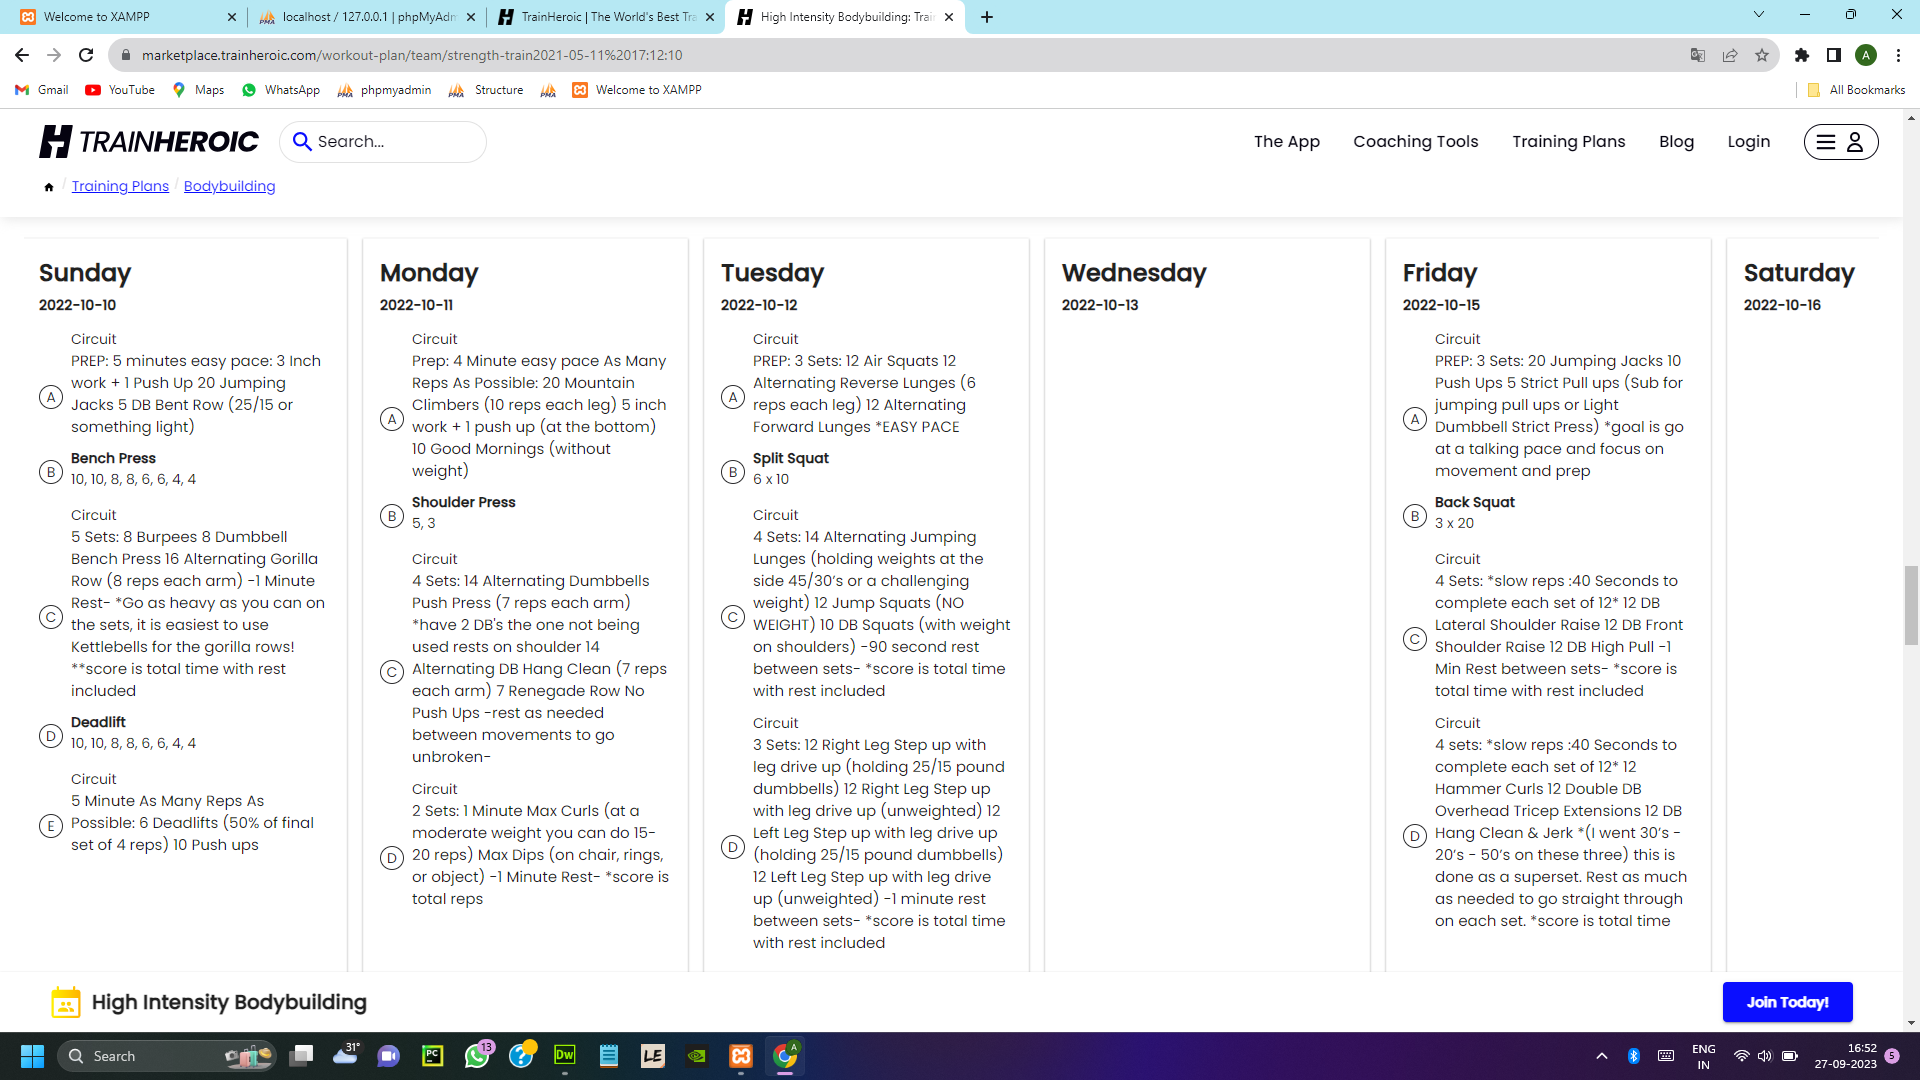 Welcome to XAMPP
localhost / 127.0.0.1 | phpMyAdm
TrainHeroic | The World's Best Tra
High Intensity Bodybuilding: Train
marketplace.trainheroic.com/workout-plan/team/strength-train2021-05-11%2017:12:10
A
Gmail
YouTube
Maps
WhatsApp
phpmyadmin
Structure
Welcome to XAMPP
All Bookmarks
TRAINHEROIC
Search...
The App
Coaching Tools
Training Plans
Blog
Login
/ Training Plans / Bodybuilding
Sunday
2022-10-10
A
Circuit
PREP: 5 minutes easy pace: 3 Inch
work + 1 Push Up 20 Jumping
Jacks 5 DB Bent Row (25/15 or
something light)
B
Bench Press
10, 10, 8, 8, 6, 6, 4, 4
C
Circuit
5 Sets: 8 Burpees 8 Dumbbell
Bench Press 16 Alternating Gorilla
Row (8 reps each arm) -1 Minute
Rest- *Go as heavy as you can on
the sets, it is easiest to use
Kettlebells for the gorilla rows!
**score is total time with rest
included
D
Deadlift
10, 10, 8, 8, 6, 6, 4, 4
E
Circuit
5 Minute As Many Reps As
Possible: 6 Deadlifts (50% of final
set of 4 reps) 10 Push ups
Monday
2022-10-11
A
Circuit
Prep: 4 Minute easy pace As Many
Reps As Possible: 20 Mountain
Climbers (10 reps each leg) 5 inch
work + 1 push up (at the bottom)
10 Good Mornings (without
weight)
B
Shoulder Press
5, 3
C
Circuit
4 Sets: 14 Alternating Dumbbells
Push Press (7 reps each arm)
*have 2 DB's the one not being
used rests on shoulder 14
Alternating DB Hang Clean (7 reps
each arm) 7 Renegade Row No
Push Ups -rest as needed
between movements to go
unbroken-
D
Circuit
2 Sets: 1 Minute Max Curls (at a
moderate weight you can do 15-
20 reps) Max Dips (on chair, rings,
or object) -1 Minute Rest- *score is
total reps
Tuesday
2022-10-12
A
Circuit
PREP: 3 Sets: 12 Air Squats 12
Alternating Reverse Lunges (6
reps each leg) 12 Alternating
Forward Lunges *EASY PACE
B
Split Squat
6 x 10
C
Circuit
4 Sets: 14 Alternating Jumping
Lunges (holding weights at the
side 45/30's or a challenging
weight) 12 Jump Squats (NO
WEIGHT) 10 DB Squats (with weight
on shoulders) -90 second rest
between sets- *score is total time
with rest included
D
Circuit
3 Sets: 12 Right Leg Step up with
leg drive up (holding 25/15 pound
dumbbells) 12 Right Leg Step up
with leg drive up (unweighted) 12
Left Leg Step up with leg drive up
(holding 25/15 pound dumbbells)
12 Left Leg Step up with leg drive
up (unweighted) -1 minute rest
between sets- *score is total time
with rest included
Wednesday
2022-10-13
Friday
2022-10-15
A
Circuit
PREP: 3 Sets: 20 Jumping Jacks 10
Push Ups 5 Strict Pull ups (Sub for
jumping pull ups or Light
Dumbbell Strict Press) *goal is go
at a talking pace and focus on
movement and prep
B
Back Squat
3 x 20
C
Circuit
4 Sets: *slow reps :40 Seconds to
complete each set of 12* 12 DB
Lateral Shoulder Raise 12 DB Front
Shoulder Raise 12 DB High Pull -1
Min Rest between sets- *score is
total time with rest included
D
Circuit
4 sets: *slow reps :40 Seconds to
complete each set of 12* 12
Hammer Curls 12 Double DB
Overhead Tricep Extensions 12 DB
Hang Clean & Jerk *(I went 30's -
20's - 50's on these three) this is
done as a superset. Rest as much
as needed to go straight through
on each set. *score is total time
Saturday
2022-10-16
High Intensity Bodybuilding
Join Today!
Search
31°
PC
13
Dw
LE
A
ENG
IN
16:52
27-09-2023
5